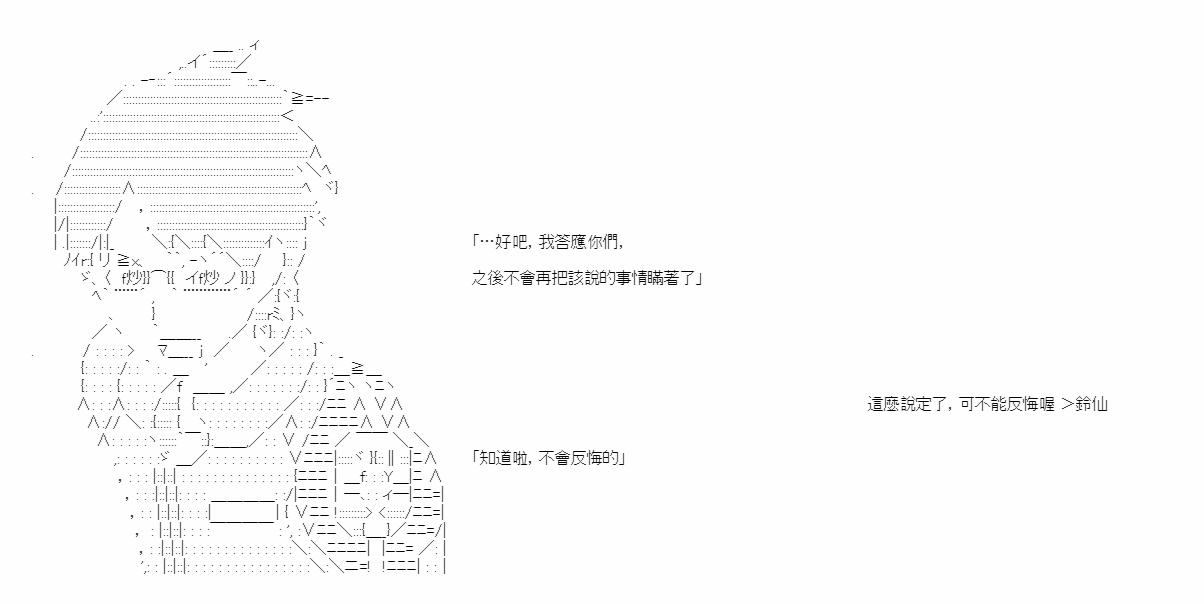 「…好吧，我答應你們，
之後不會再把該說的事情瞞著了」
這麼說定了，可不能反悔喔 ＞鈴仙
「知道啦，不會反悔的」